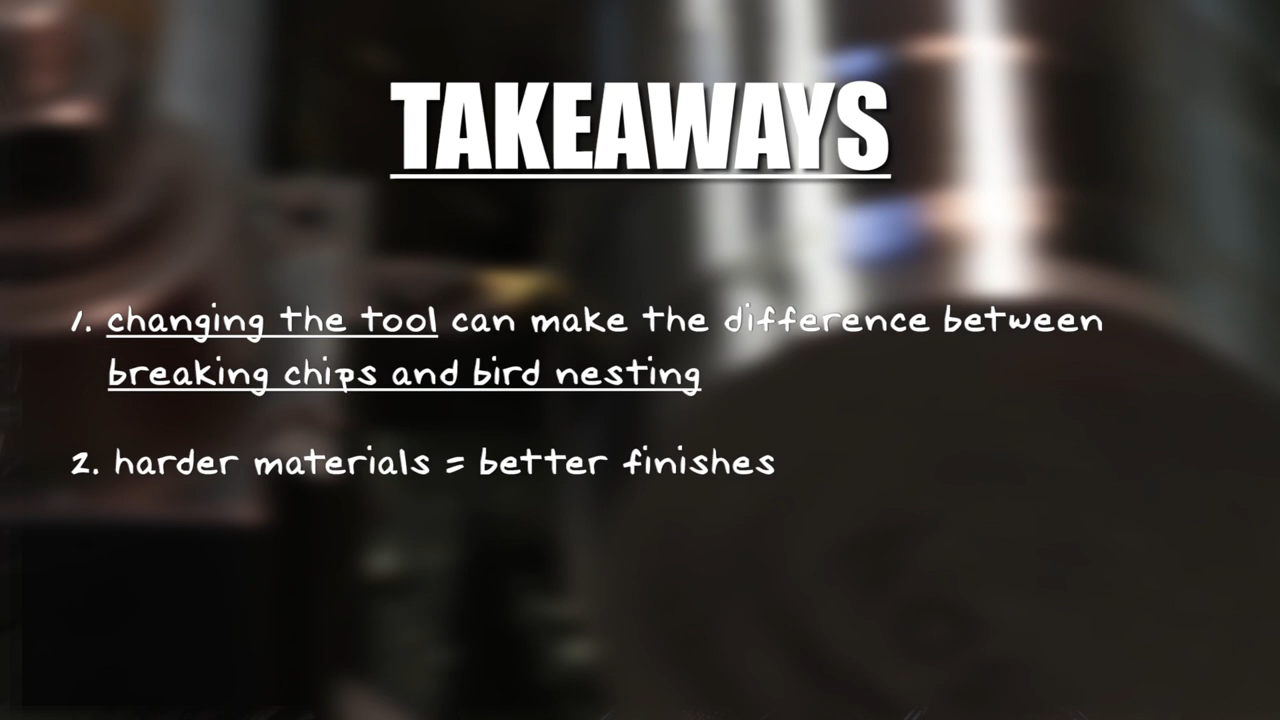 TAKEAWAYS
1. changing the tool can make the difference between
breaking chips and bird nesting
2. harder materials = better finishes